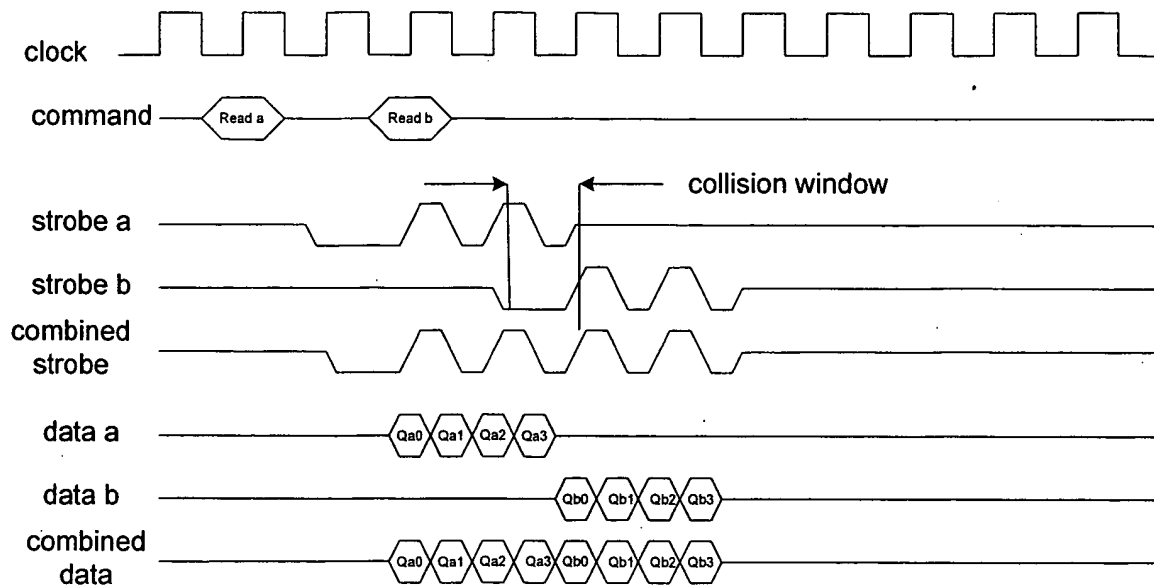 clock
command
Read a
Read b
collision window
strobe a
strobe b
combined
strobe
data a
Qa0 Qa1 Qa2 Qa3
data b
Qb0 Qb1 Qb2 Qb3
combined
data
Qa0 Qa1 Qa2 Qa3 Qb0 Qb1 Qb2 Qb3